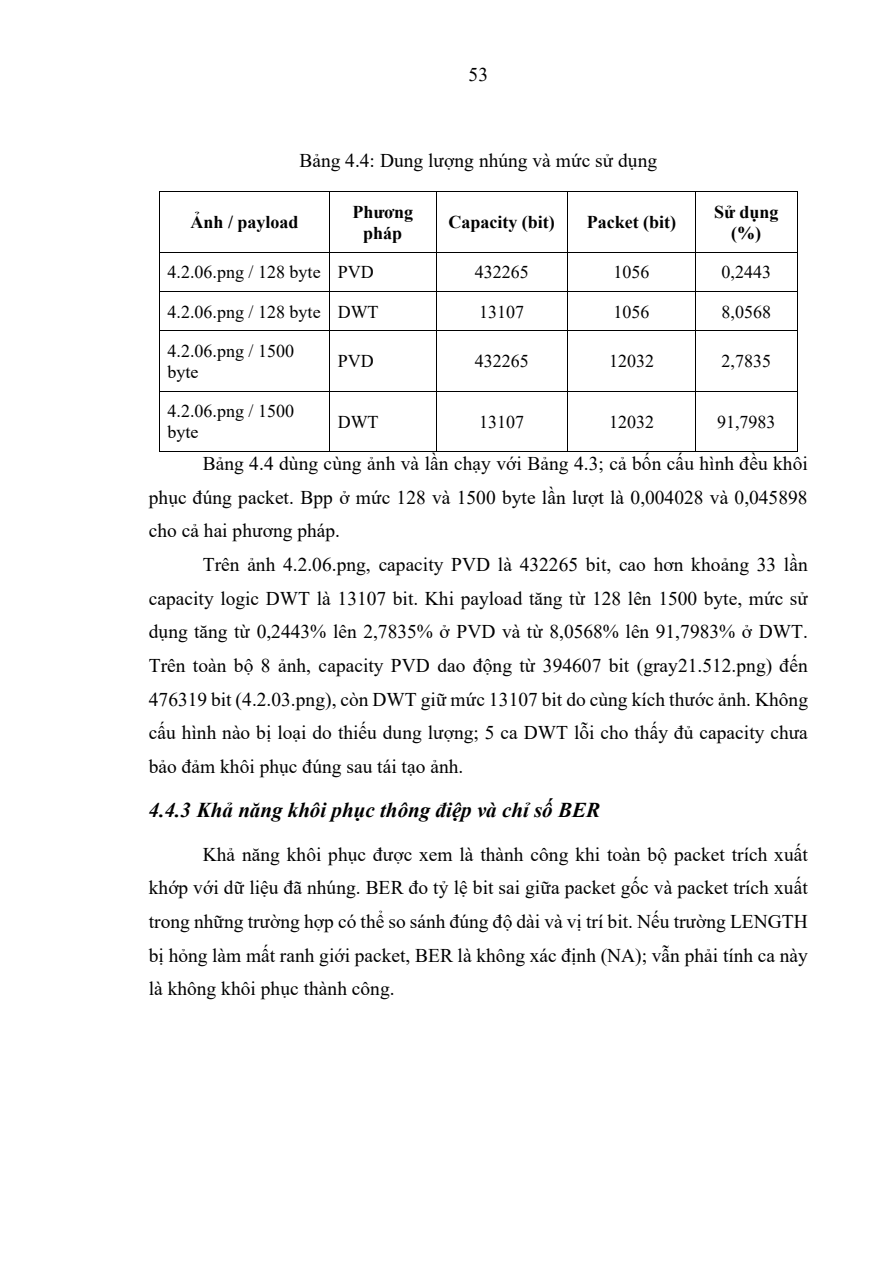 53
Bảng 4.4: Dung lượng nhúng và mức sử dụng
Ảnh / payload Phương pháp Capacity (bit) Packet (bit) Sử dụng (%)
4.2.06.png / 128 byte PVD 432265 1056 0,2443
4.2.06.png / 128 byte DWT 13107 1056 8,0568
4.2.06.png / 1500 byte PVD 432265 12032 2,7835
4.2.06.png / 1500 byte DWT 13107 12032 91,7983
Bảng 4.4 dùng cùng ảnh và lần chạy với Bảng 4.3; cả bốn cấu hình đều khôi
phục đúng packet. Bpp ở mức 128 và 1500 byte lần lượt là 0,004028 và 0,045898
cho cả hai phương pháp.
Trên ảnh 4.2.06.png, capacity PVD là 432265 bit, cao hơn khoảng 33 lần
capacity logic DWT là 13107 bit. Khi payload tăng từ 128 lên 1500 byte, mức sử
dụng tăng từ 0,2443% lên 2,7835% ở PVD và từ 8,0568% lên 91,7983% ở DWT.
Trên toàn bộ 8 ảnh, capacity PVD dao động từ 394607 bit (gray21.512.png) đến
476319 bit (4.2.03.png), còn DWT giữ mức 13107 bit do cùng kích thước ảnh. Không
cấu hình nào bị loại do thiếu dung lượng; 5 ca DWT lỗi cho thấy đủ capacity chưa
bảo đảm khôi phục đúng sau tái tạo ảnh.
4.4.3 Khả năng khôi phục thông điệp và chỉ số BER
Khả năng khôi phục được xem là thành công khi toàn bộ packet trích xuất
khớp với dữ liệu đã nhúng. BER đo tỷ lệ bit sai giữa packet gốc và packet trích xuất
trong những trường hợp có thể so sánh đúng độ dài và vị trí bit. Nếu trường LENGTH
bị hỏng làm mất ranh giới packet, BER là không xác định (NA); vẫn phải tính ca này
là không khôi phục thành công.